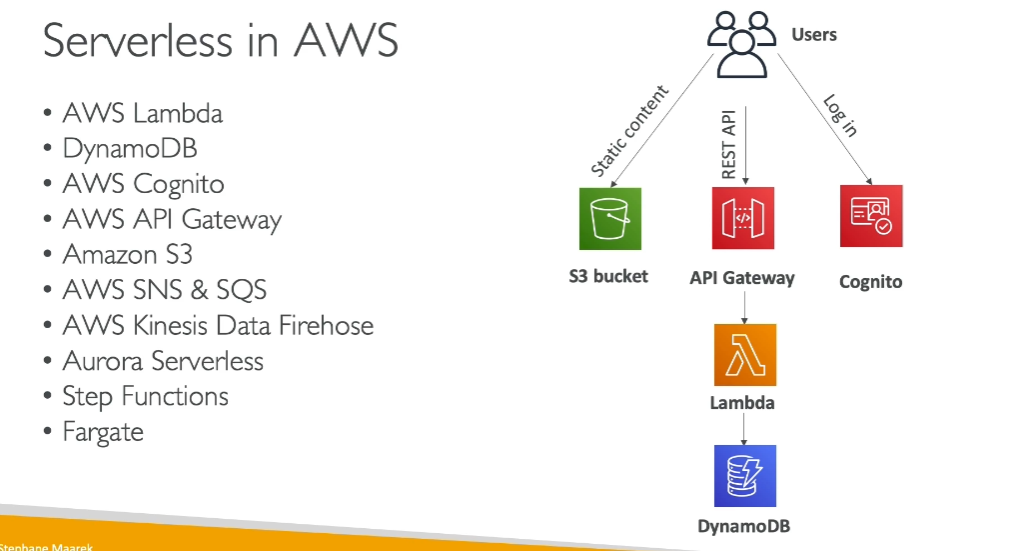 Serverless in AWS
• AWS Lambda
• DynamoDB
• AWS Cognito
• AWS API Gateway
• Amazon S3
• AWS SNS & SQS
• AWS Kinesis Data Firehose
• Aurora Serverless
• Step Functions
• Fargate
Users
Static content
REST API
Log in
S3 bucket
API Gateway
Cognito
Lambda
DynamoDB
Stephane Maarek